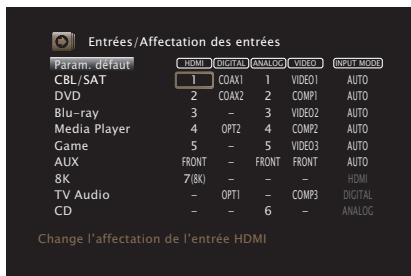 Entrées/Affectation des entrées
Param. défaut HDMI DIGITAL ANALOG VIDEO INPUT MODE
CBL/SAT 1 COAX1 1 VIDEO1 AUTO
DVD 2 COAX2 2 COMP1 AUTO
Blu-ray 3 – 3 VIDEO2 AUTO
Media Player 4 OPT2 4 COMP2 AUTO
Game 5 – 5 VIDEO3 AUTO
AUX FRONT – FRONT FRONT AUTO
8K 7(8K) – – – HDMI
TV Audio – OPT1 – COMP3 DIGITAL
CD – – 6 – ANALOG
Change l'affectation de l'entrée HDMI